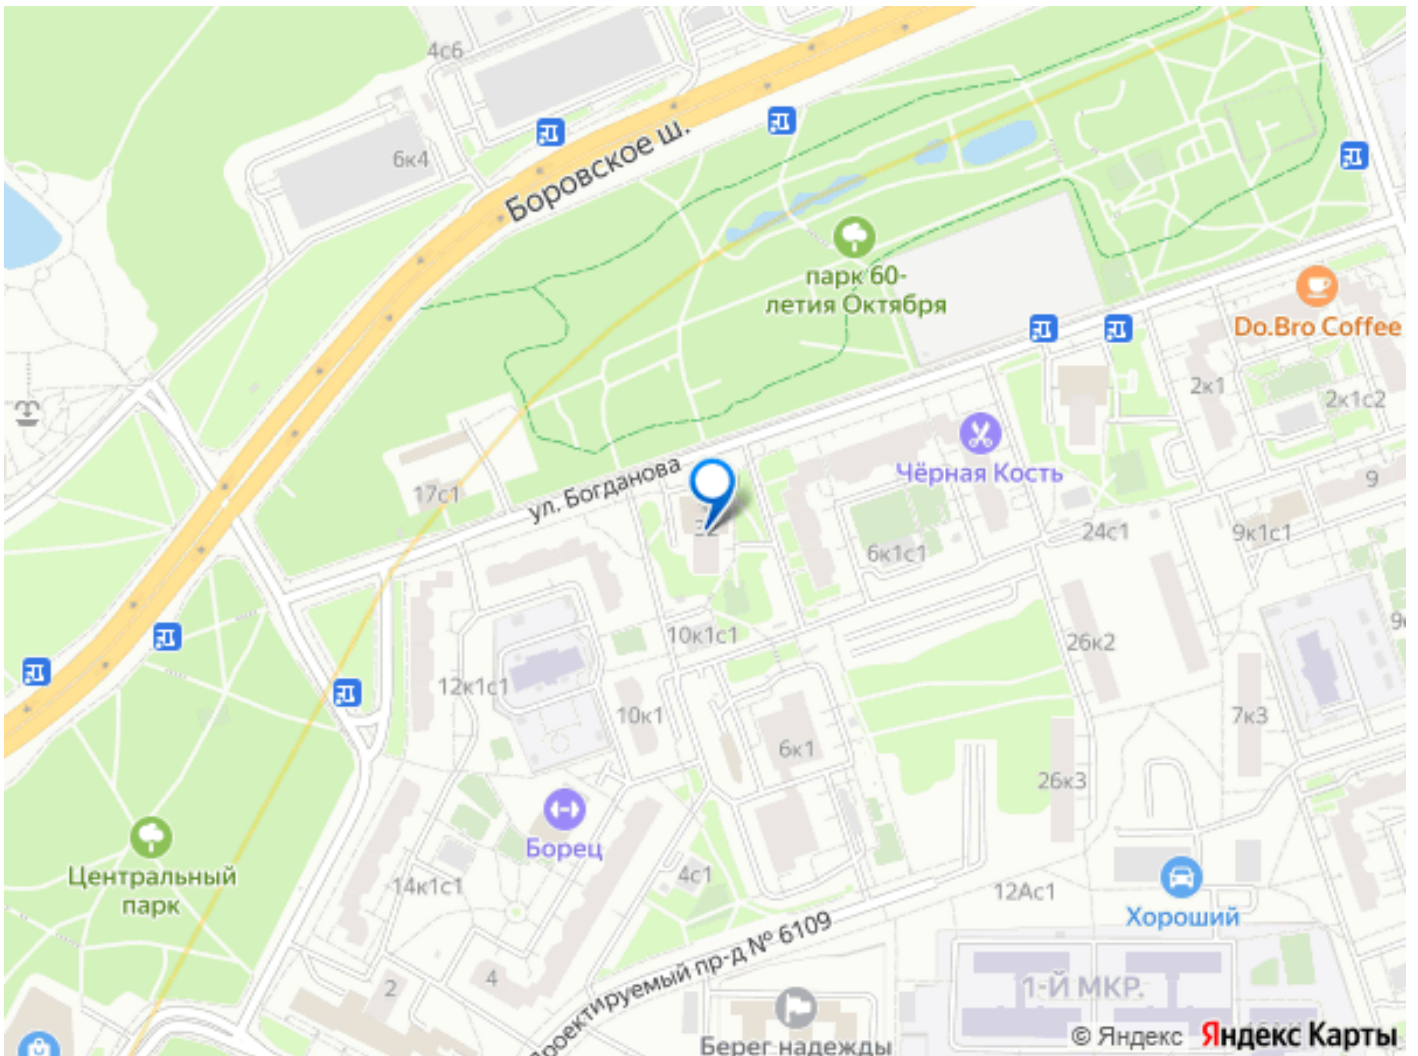 4с6
6к4
Боровское ш.
парк 60-
летия Октября
Do.Bro Coffee
2к1
2к1с2
Чёрная Кость
ул. Богданова
17с1
32
6к1с1
24с1
9
9к1с1
10к1с1
26к2
12к1с1
10к1
7к3
6к1
26к3
Борец
Центральный
парк
14к1с1
4с1
12Ас1
Хороший
Проектируемый пр-д № 6109
2
4
1-Й МКР.
Берег надежды
© Яндекс Яндекс Карты